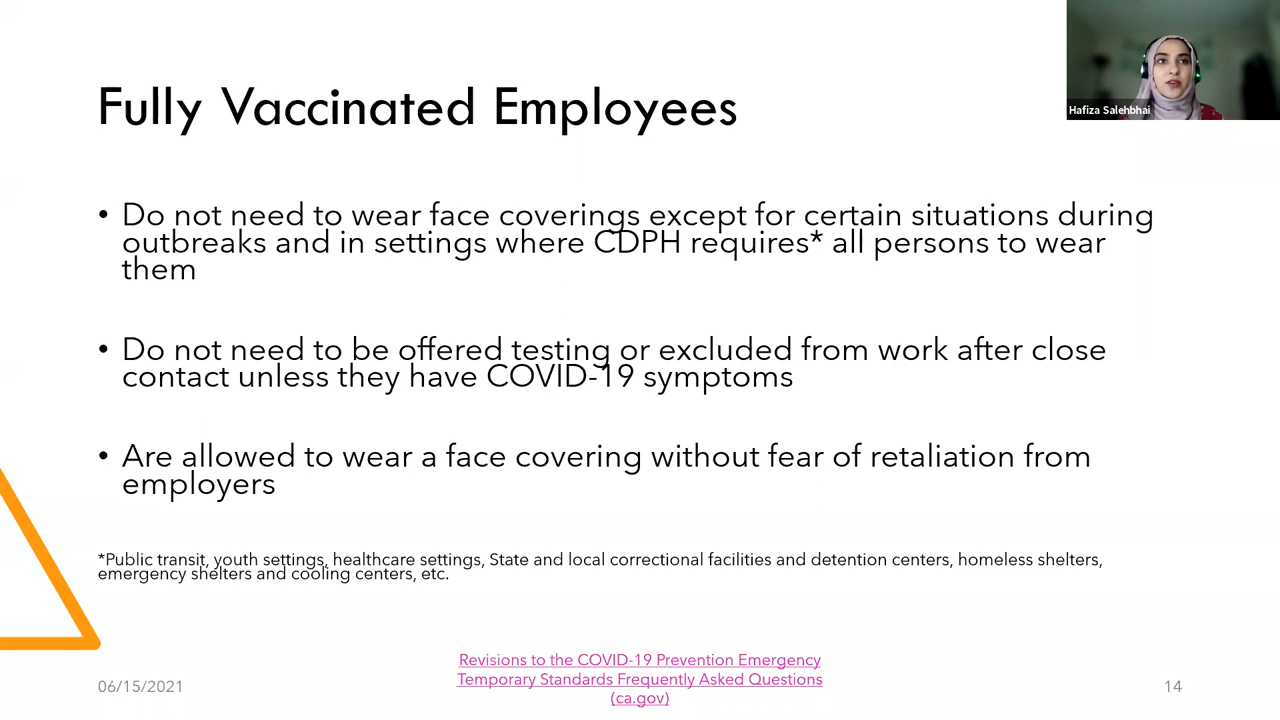 Hafiza Salehbhai
Fully Vaccinated Employees
• Do not need to wear face coverings except for certain situations during
outbreaks and in settings where CDPH requires* all persons to wear
them
• Do not need to be offered testing or excluded from work after close
contact unless they have COVID-19 symptoms
• Are allowed to wear a face covering without fear of retaliation from
employers
*Public transit, youth settings, healthcare settings, State and local correctional facilities and detention centers, homeless shelters,
emergency shelters and cooling centers, etc.
Revisions to the COVID-19 Prevention Emergency
Temporary Standards Frequently Asked Questions
(ca.gov)
06/15/2021
14